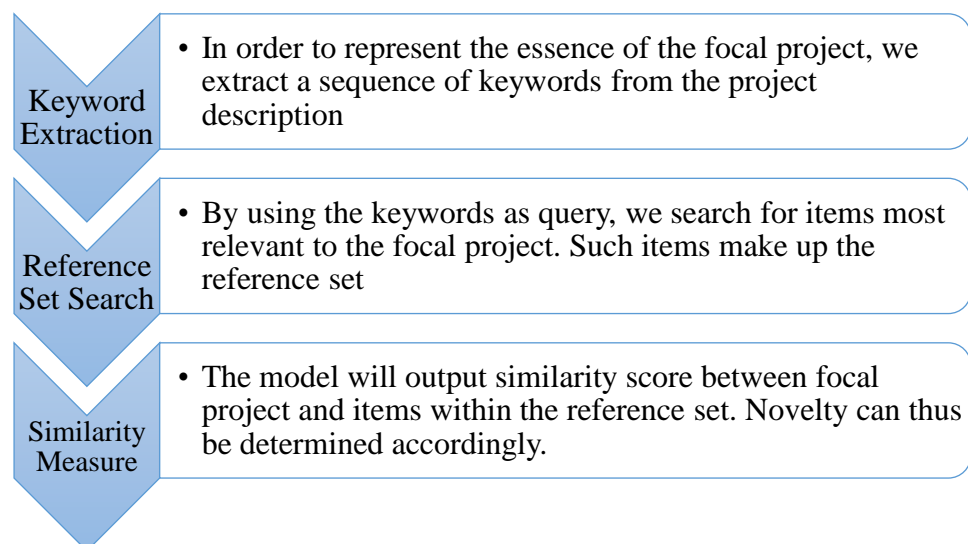 Keyword
Extraction
• In order to represent the essence of the focal project, we
extract a sequence of keywords from the project
description
Reference
Set Search
• By using the keywords as query, we search for items most
relevant to the focal project. Such items make up the
reference set
Similarity
Measure
• The model will output similarity score between focal
project and items within the reference set. Novelty can thus
be determined accordingly.